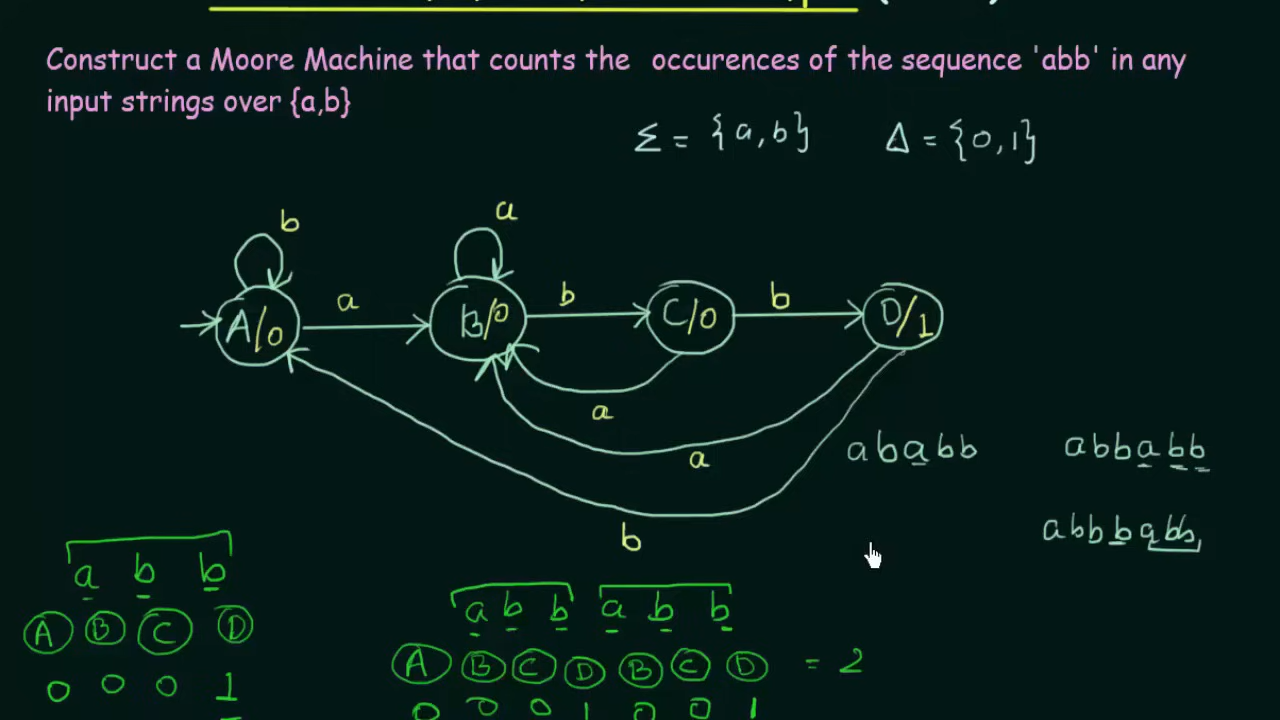 Construct a Moore Machine that counts the occurences of the sequence 'abb' in any
input strings over {a,b}
Σ = {a,b} Δ = {0,1}
b a
A/0 a B/0 b C/0 b D/1
a
a
b
ababb abbabb
abbbabb
a b b
A B C D
0 0 0 1
a b b a b b
A B C D B C D = 2
0 0 0 1 0 0 1